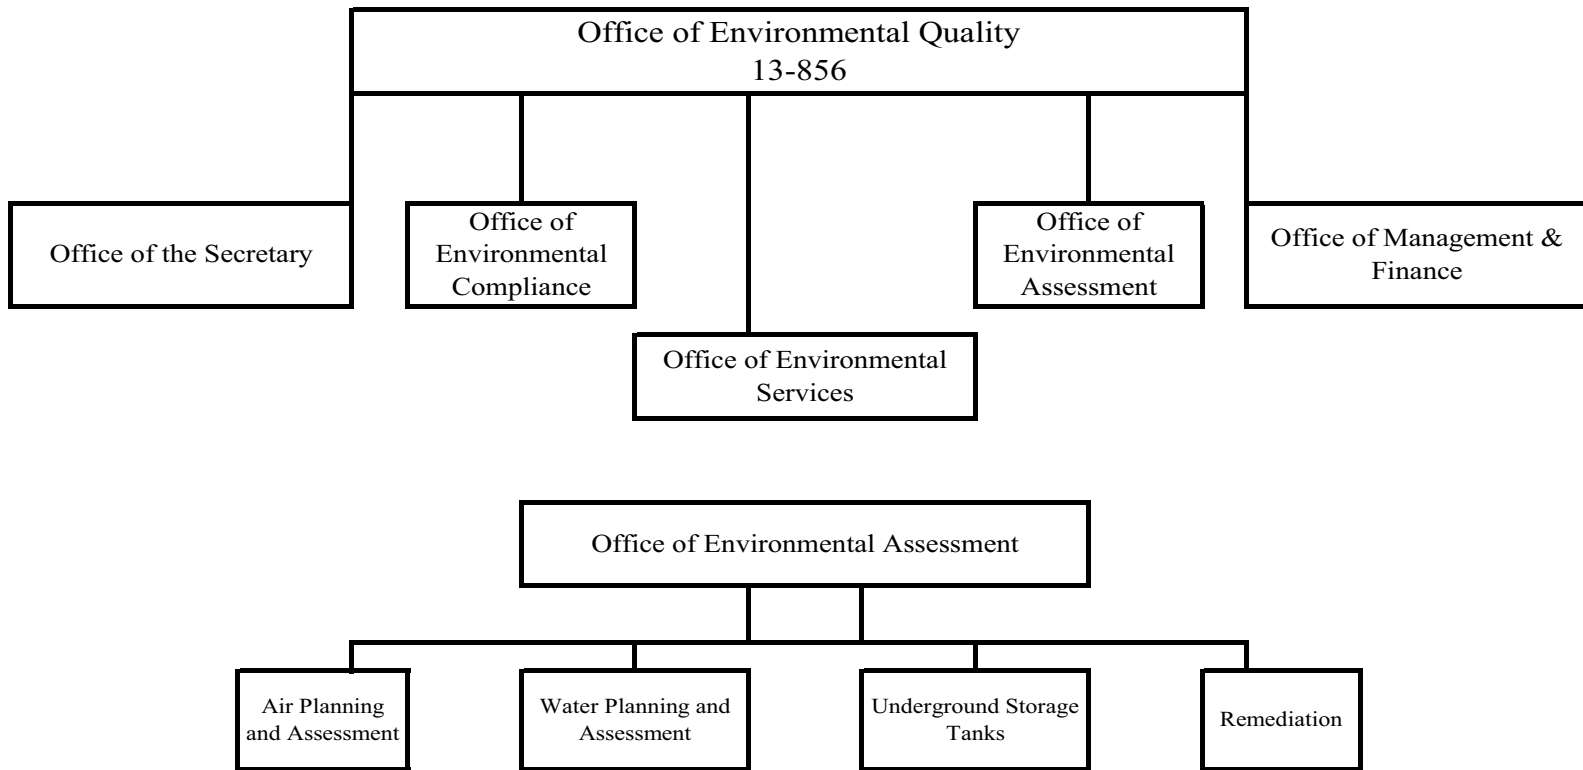 Office of Environmental Quality
13-856
Office of the Secretary
Office of
Environmental
Compliance
Office of Environmental
Services
Office of
Environmental
Assessment
Office of Management &
Finance
Office of Environmental Assessment
Air Planning
and Assessment
Water Planning and
Assessment
Underground Storage
Tanks
Remediation